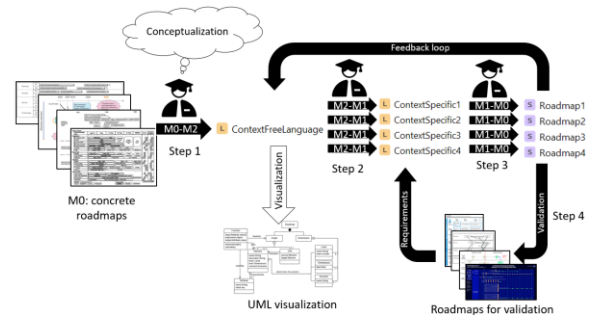 Conceptualization
Feedback loop
M0-M2
L ContextFreeLanguage
Step 1
M0: concrete
roadmaps
M2-M1
M2-M1
M2-M1
M2-M1
L ContextSpecific1
L ContextSpecific2
L ContextSpecific3
L ContextSpecific4
Step 2
M1-M0
M1-M0
M1-M0
M1-M0
S Roadmap1
S Roadmap2
S Roadmap3
S Roadmap4
Step 3
Visualization
UML visualization
Requirements
Validation
Step 4
Roadmaps for validation